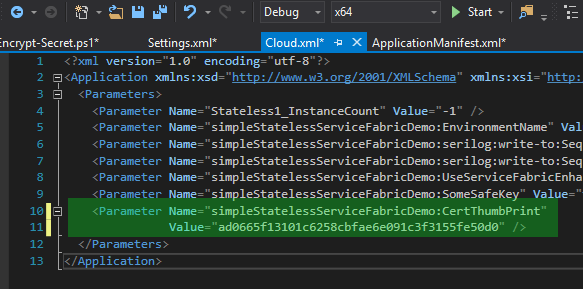 Debug x64 Start
Encrypt-Secret.ps1* Settings.xml* Cloud.xml* ApplicationManifest.xml*
1 <?xml version="1.0" encoding="utf-8"?>
2 <Application xmlns:xsd="http://www.w3.org/2001/XMLSchema" xmlns:xsi="http:
3 <Parameters>
4 <Parameter Name="Stateless1_InstanceCount" Value="-1" />
5 <Parameter Name="simpleStatelessServiceFabricDemo:EnvironmentName" Val
6 <Parameter Name="simpleStatelessServiceFabricDemo:serilog:write-to:Seq
7 <Parameter Name="simpleStatelessServiceFabricDemo:serilog:write-to:Seq
8 <Parameter Name="simpleStatelessServiceFabricDemo:UseServiceFabricEnha
9 <Parameter Name="simpleStatelessServiceFabricDemo:SomeSafeKey" Value="
10 <Parameter Name="simpleStatelessServiceFabricDemo:CertThumbPrint"
11 Value="ad0665f13101c6258cbfae6e091c3f3155fe50d0" />
12 </Parameters>
13 </Application>